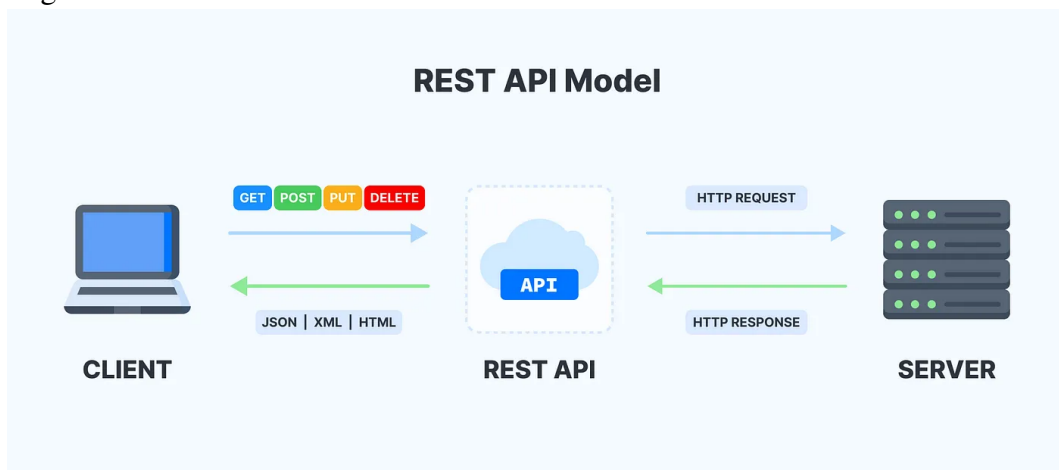 REST API Model
GET POST PUT DELETE
HTTP REQUEST
API
JSON | XML | HTML
HTTP RESPONSE
CLIENT
REST API
SERVER